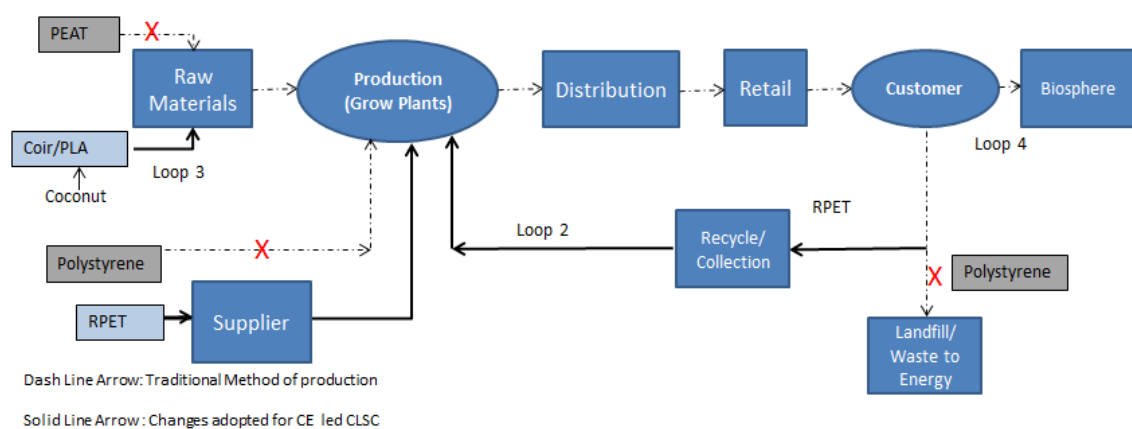 PEAT
X
Raw
Materials
Production
(Grow Plants)
Distribution
Retail
Customer
Biosphere
Coir/PLA
Loop 3
Coconut
Loop 4
RPET
Loop 2
Recycle/
Collection
Polystyrene
X
X
Polystyrene
RPET
Supplier
Landfill/
Waste to
Energy
Dash Line Arrow: Traditional Method of production
Solid Line Arrow : Changes adopted for CE led CLSC